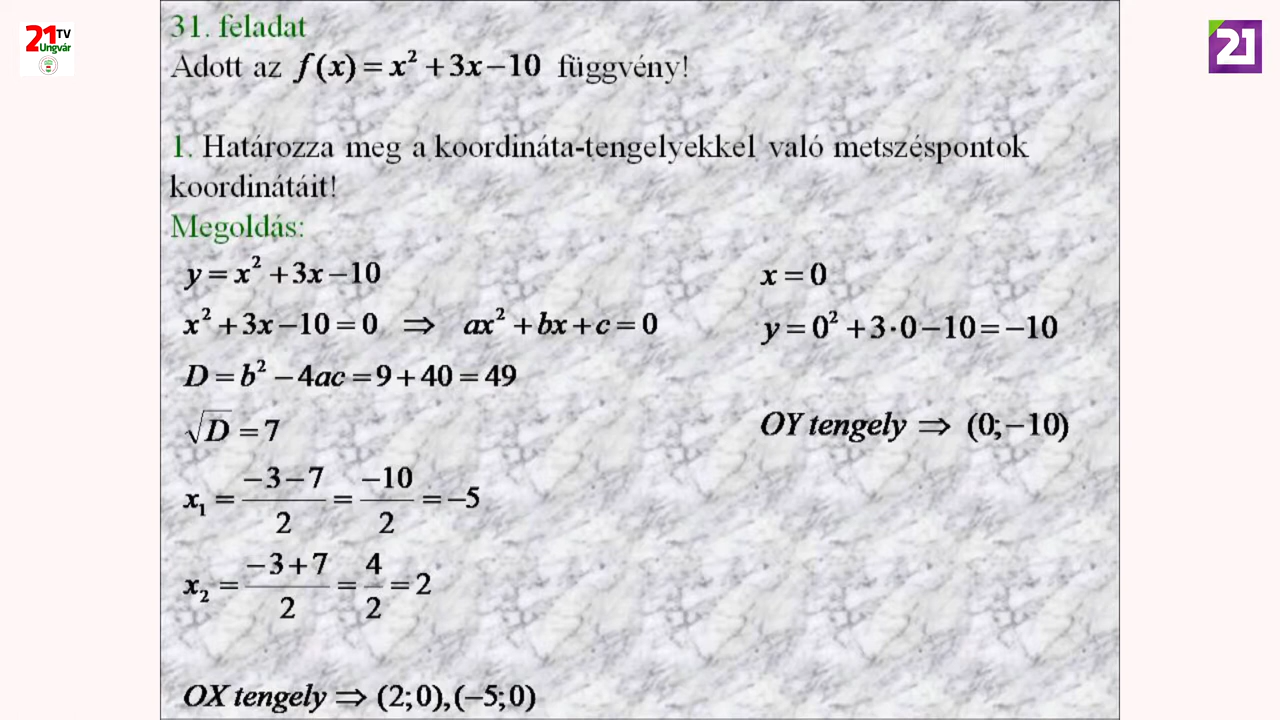 21 TV
Ungvár
21
31. feladat
Adott az f(x) = x² + 3x − 10 függvény!
1. Határozza meg a koordináta-tengelyekkel való metszéspontok
koordinátáit!
Megoldás:
y = x² + 3x − 10
x² + 3x − 10 = 0 ⇒ ax² + bx + c = 0
D = b² − 4ac = 9 + 40 = 49
√D = 7
x₁ = (−3−7)/2 = −10/2 = −5
x₂ = (−3+7)/2 = 4/2 = 2
OX tengely ⇒ (2;0),(−5;0)
x = 0
y = 0² + 3·0 − 10 = −10
OY tengely ⇒ (0;−10)